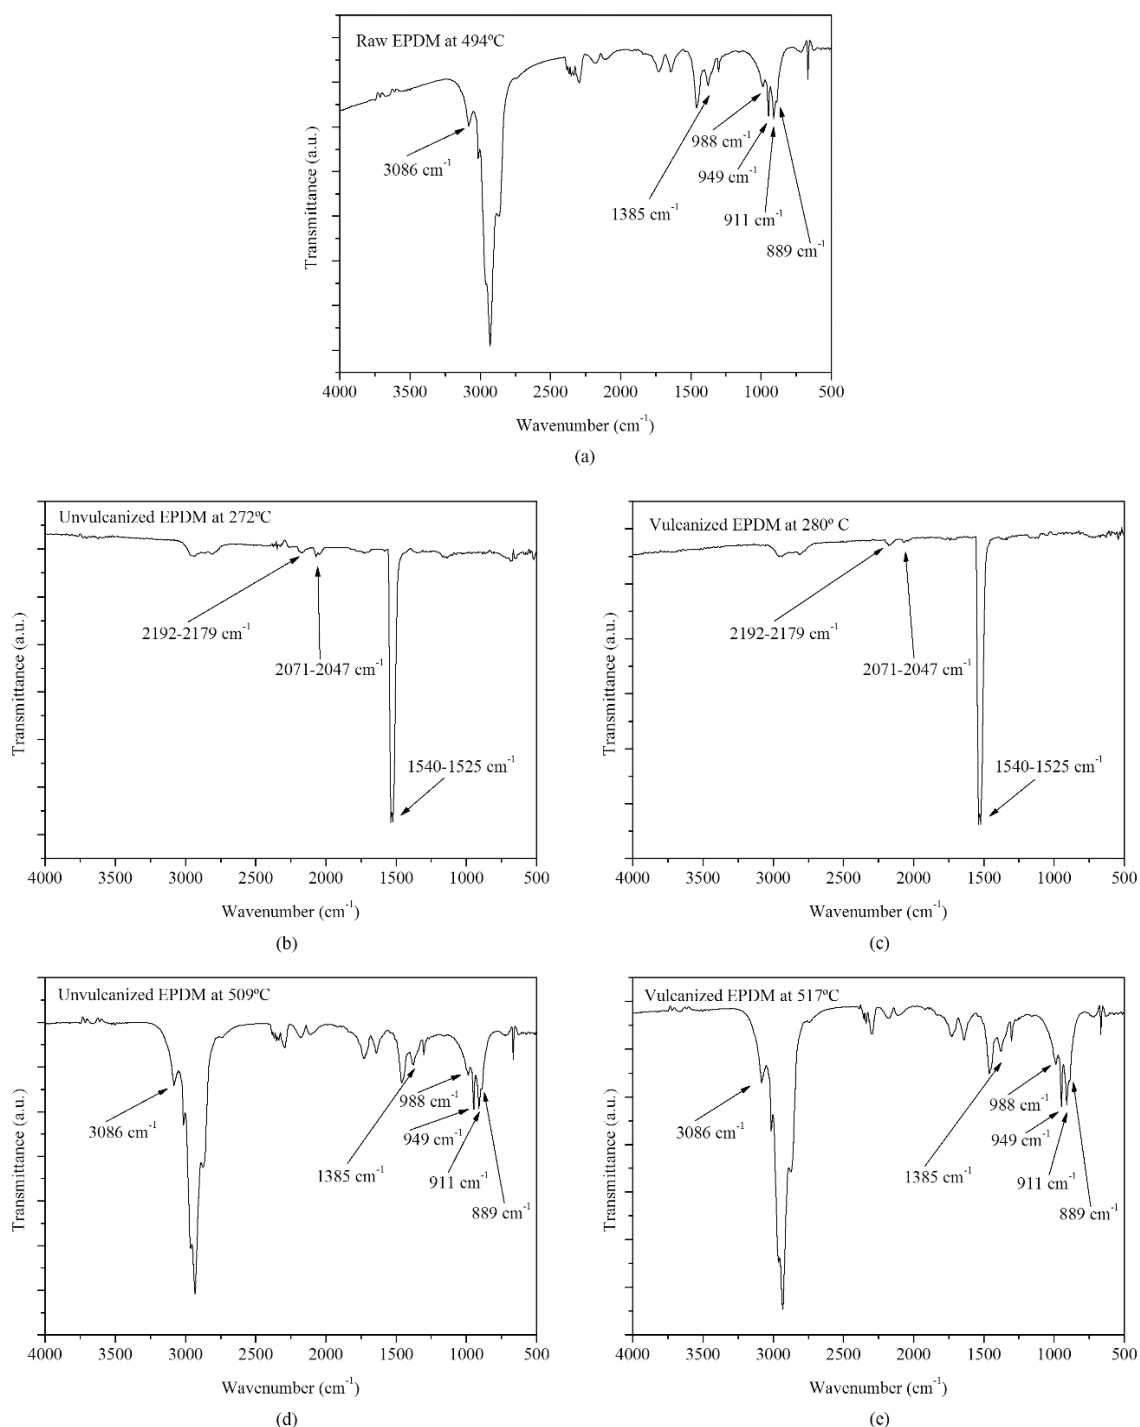 Raw EPDM at 494ºC
3086 cm⁻¹
1385 cm⁻¹
988 cm⁻¹
949 cm⁻¹
911 cm⁻¹
889 cm⁻¹
Transmittance (a.u.)
4000 3500 3000 2500 2000 1500 1000 500
Wavenumber (cm⁻¹)
(a)
Unvulcanized EPDM at 272ºC
2192-2179 cm⁻¹
2071-2047 cm⁻¹
1540-1525 cm⁻¹
Transmittance (a.u.)
4000 3500 3000 2500 2000 1500 1000 500
Wavenumber (cm⁻¹)
(b)
Vulcanized EPDM at 280º C
2192-2179 cm⁻¹
2071-2047 cm⁻¹
1540-1525 cm⁻¹
Transmittance (a.u.)
4000 3500 3000 2500 2000 1500 1000 500
Wavenumber (cm⁻¹)
(c)
Unvulcanized EPDM at 509ºC
3086 cm⁻¹
1385 cm⁻¹
988 cm⁻¹
949 cm⁻¹
911 cm⁻¹
889 cm⁻¹
Transmittance (a.u.)
4000 3500 3000 2500 2000 1500 1000 500
Wavenumber (cm⁻¹)
(d)
Vulcanized EPDM at 517ºC
3086 cm⁻¹
1385 cm⁻¹
988 cm⁻¹
949 cm⁻¹
911 cm⁻¹
889 cm⁻¹
Transmittance (a.u.)
4000 3500 3000 2500 2000 1500 1000 500
Wavenumber (cm⁻¹)
(e)